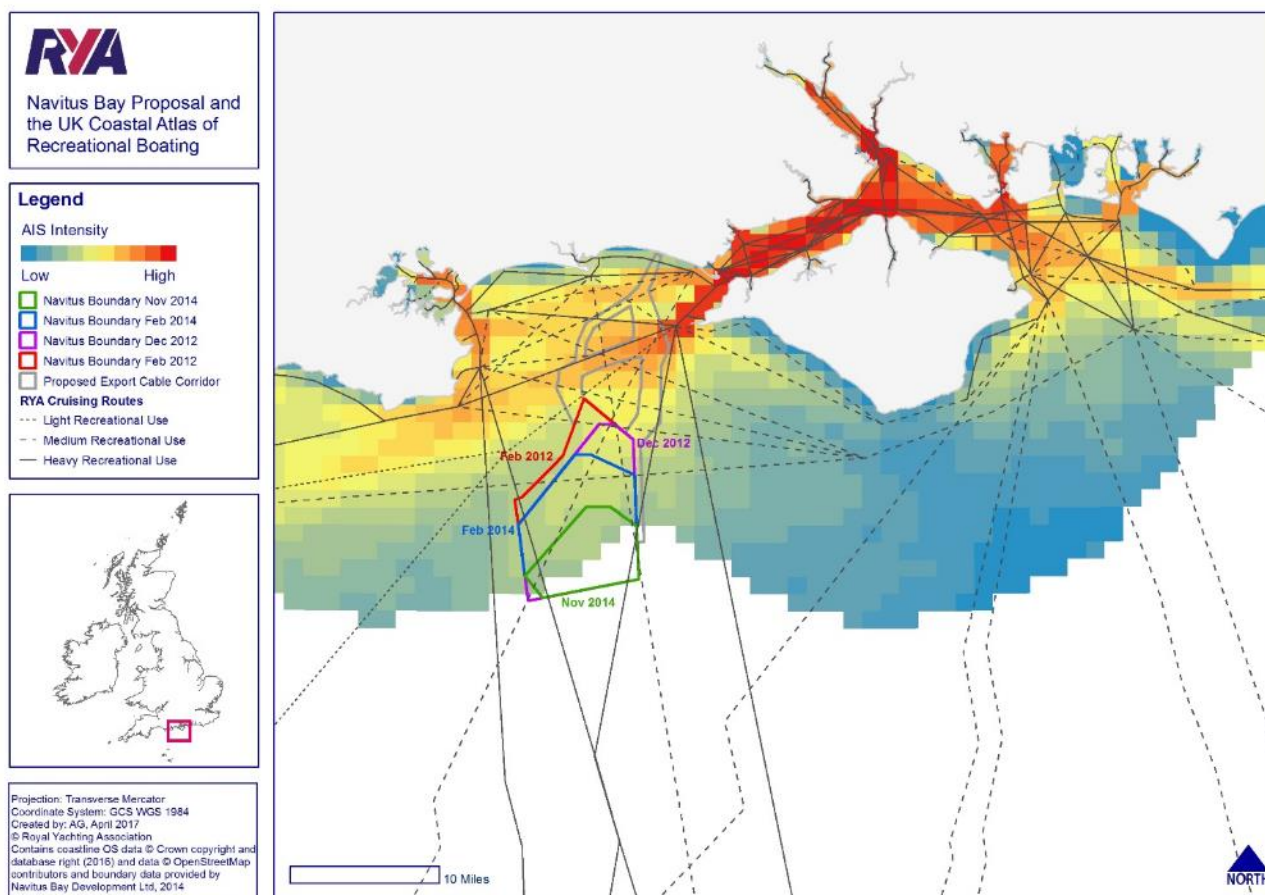 RYA
Navitus Bay Proposal and
the UK Coastal Atlas of
Recreational Boating
Legend
AIS Intensity
Low High
Navitus Boundary Nov 2014
Navitus Boundary Feb 2014
Navitus Boundary Dec 2012
Navitus Boundary Feb 2012
Proposed Export Cable Corridor
RYA Cruising Routes
Light Recreational Use
Medium Recreational Use
Heavy Recreational Use
Projection: Transverse Mercator
Coordinate System: GCS WGS 1984
Created by: AG, April 2017
© Royal Yachting Association
Contains coastline OS data © Crown copyright and
database right (2016) and data © OpenStreetMap
contributors and boundary data provided by
Navitus Bay Development Ltd, 2014
Dec 2012
Feb 2012
Feb 2014
Nov 2014
10 Miles
NORTH